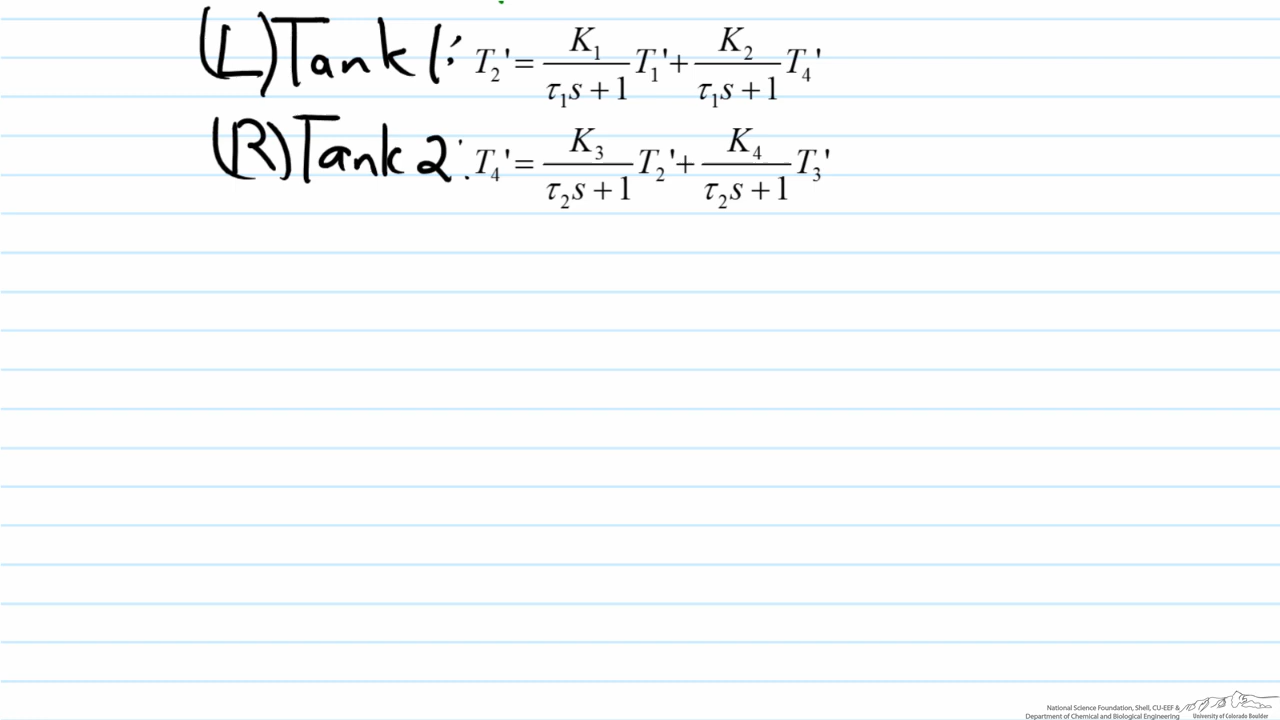 (L) Tank 1: T₂' = K₁/(τ₁s + 1) T₁' + K₂/(τ₁s + 1) T₄'
(R) Tank 2: T₄' = K₃/(τ₂s + 1) T₂' + K₄/(τ₂s + 1) T₃'
National Science Foundation, Shell, CU-EEF &
Department of Chemical and Biological Engineering
University of Colorado Boulder